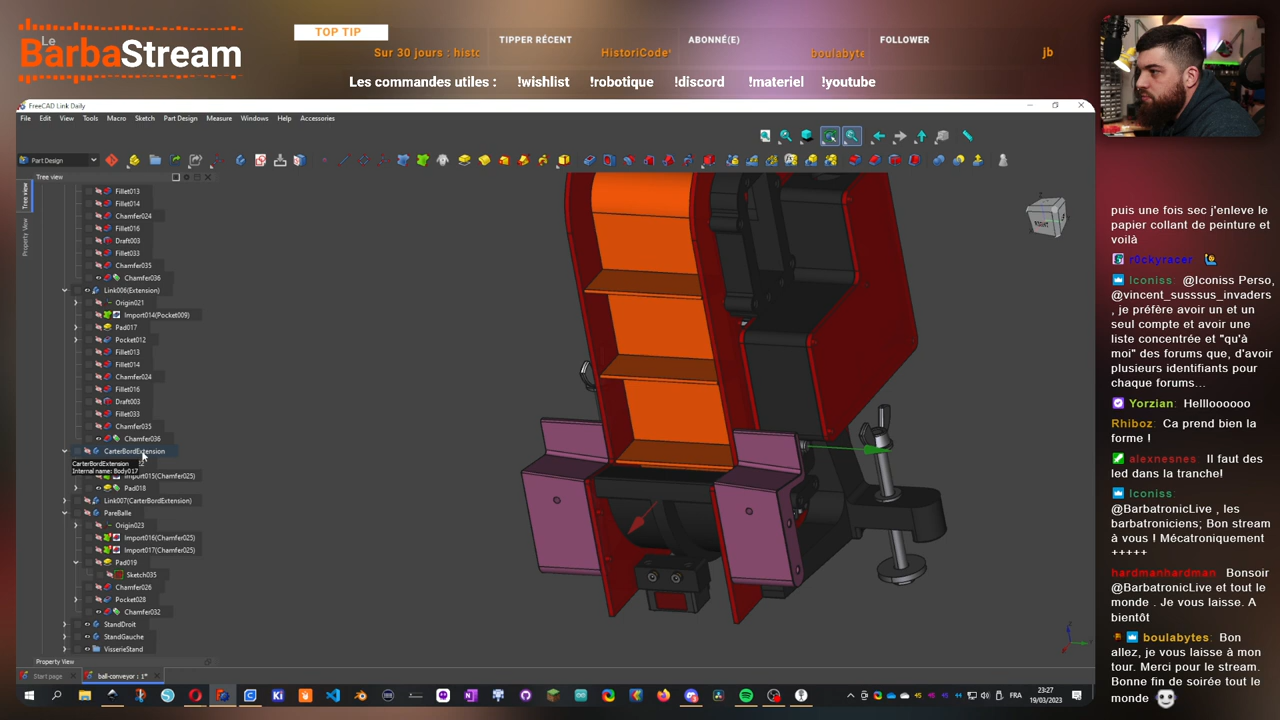 Le
BarbaStream
TOP TIP
Sur 30 jours : histc
TIPPER RÉCENT
HistoriCode
ABONNÉ(E)
boulabyte
FOLLOWER
jb
Les commandes utiles : !wishlist !robotique !discord !materiel !youtube
FreeCAD Link Daily
File Edit View Tools Macro Sketch Part Design Measure Windows Help Accessories
Part Design
Tree view
Tree view
Property View
Fillet013
Fillet014
Chamfer024
Fillet016
Draft003
Fillet033
Chamfer035
Chamfer036
Link006(Extension)
Origin021
Import014(Pocket009)
Pad017
Pocket012
Fillet013
Fillet014
Chamfer024
Fillet016
Draft003
Fillet033
Chamfer035
Chamfer036
CarterBordExtension
CarterBordExtension
Internal name: Body017
Import015(Chamfer025)
Pad018
Link007(CarterBordExtension)
PareBalle
Origin023
Import016(Chamfer025)
Import017(Chamfer025)
Pad019
Sketch035
Chamfer026
Pocket028
Chamfer032
StandDroit
StandGauche
VisserieStand
Property View
Start page
ball-conveyor : 1*
RIGHT
FRA
23:27
19/03/2023
puis une fois sec j'enleve le
papier collant de peinture et
voilà
r0ckyracer
Iconiss: @Iconiss Perso,
@vincent_susssus_invaders
, je préfère avoir un et un
seul compte et avoir une
liste concentrée et "qu'à
moi" des forums que, d'avoir
plusieurs identifiants pour
chaque forums...
Yorzian: Hellloooooo
Rhiboz: Ca prend bien la
forme !
alexnesnes: Il faut des
led dans la tranche!
Iconiss:
@BarbatronicLive , les
barbatroniciens; Bon stream
à vous ! Mécatroniquement
+++++
hardmanhardman: Bonsoir
@BarbatronicLive et tout le
monde . Je vous laisse. A
bientôt
boulabytes: Bon
allez, je vous laisse à mon
tour. Merci pour le stream.
Bonne fin de soirée tout le
monde